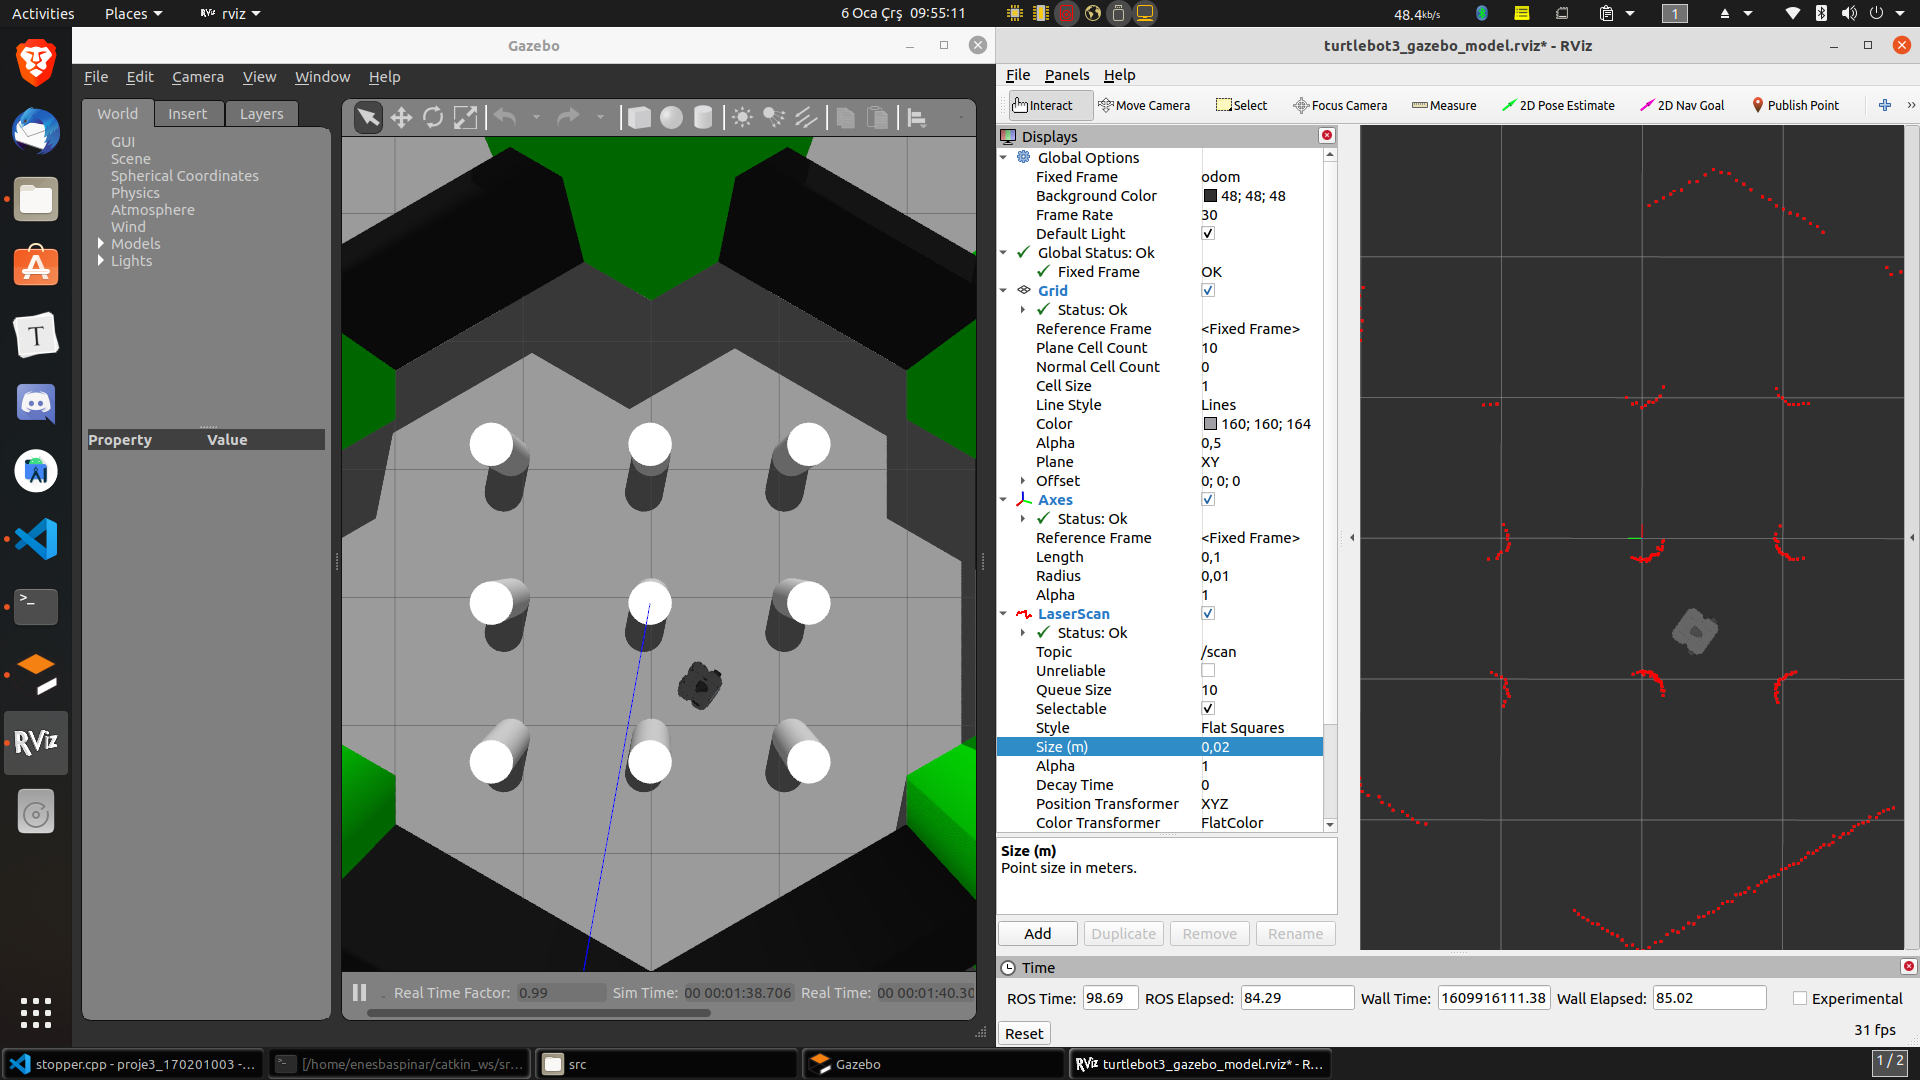 Activities Places rviz 6 Oca Çrş 09:55:11 48.4kb/s 1
Gazebo
File Edit Camera View Window Help
World Insert Layers
GUI
Scene
Spherical Coordinates
Physics
Atmosphere
Wind
Models
Lights
Property Value
Real Time Factor: 0.99 Sim Time: 00 00:01:38.706 Real Time: 00 00:01:40.30
turtlebot3_gazebo_model.rviz* - RViz
File Panels Help
Interact Move Camera Select Focus Camera Measure 2D Pose Estimate 2D Nav Goal Publish Point
Displays
Global Options
Fixed Frame odom
Background Color 48; 48; 48
Frame Rate 30
Default Light
Global Status: Ok
Fixed Frame OK
Grid
Status: Ok
Reference Frame <Fixed Frame>
Plane Cell Count 10
Normal Cell Count 0
Cell Size 1
Line Style Lines
Color 160; 160; 164
Alpha 0,5
Plane XY
Offset 0; 0; 0
Axes
Status: Ok
Reference Frame <Fixed Frame>
Length 0,1
Radius 0,01
Alpha 1
LaserScan
Status: Ok
Topic /scan
Unreliable
Queue Size 10
Selectable
Style Flat Squares
Size (m) 0,02
Alpha 1
Decay Time 0
Position Transformer XYZ
Color Transformer FlatColor
Size (m)
Point size in meters.
Add Duplicate Remove Rename
Time
ROS Time: 98.69 ROS Elapsed: 84.29 Wall Time: 1609916111.38 Wall Elapsed: 85.02 Experimental
Reset 31 fps
T
RViz
stopper.cpp - proje3_170201003 -... [/home/enesbaspinar/catkin_ws/sr... src Gazebo RViz turtlebot3_gazebo_model.rviz* - R... 1 / 2